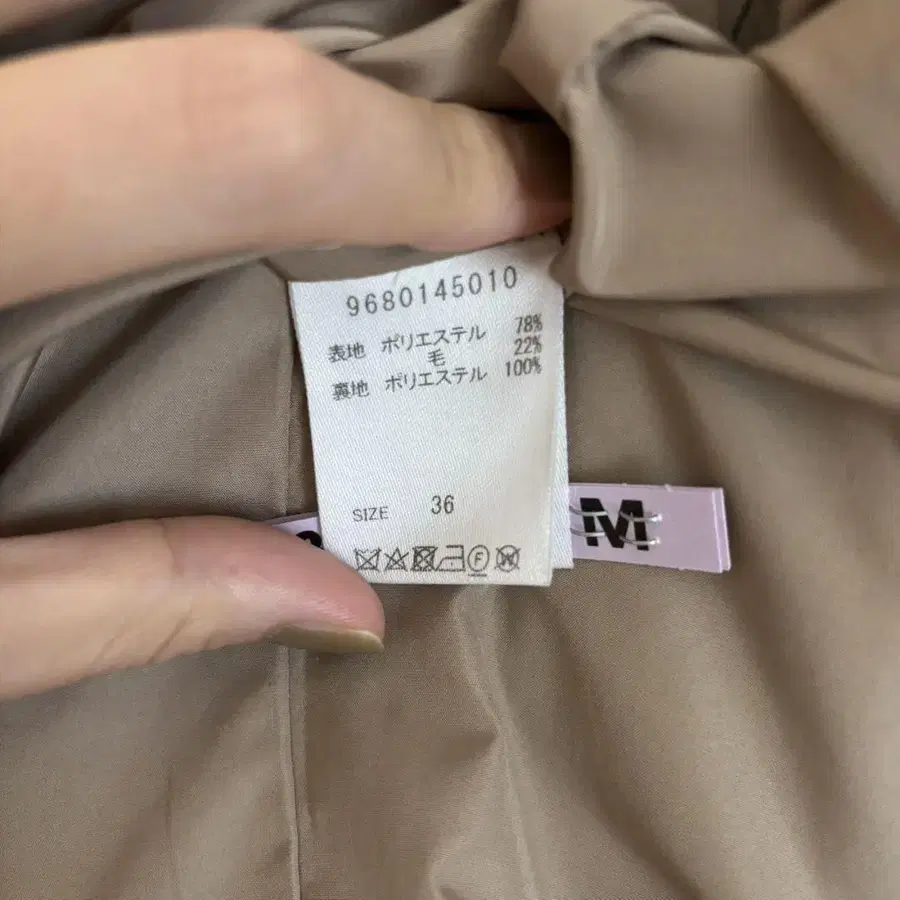 9680145010
表地 ポリエステル 78%
毛 22%
裏地 ポリエステル 100%
SIZE 36
M